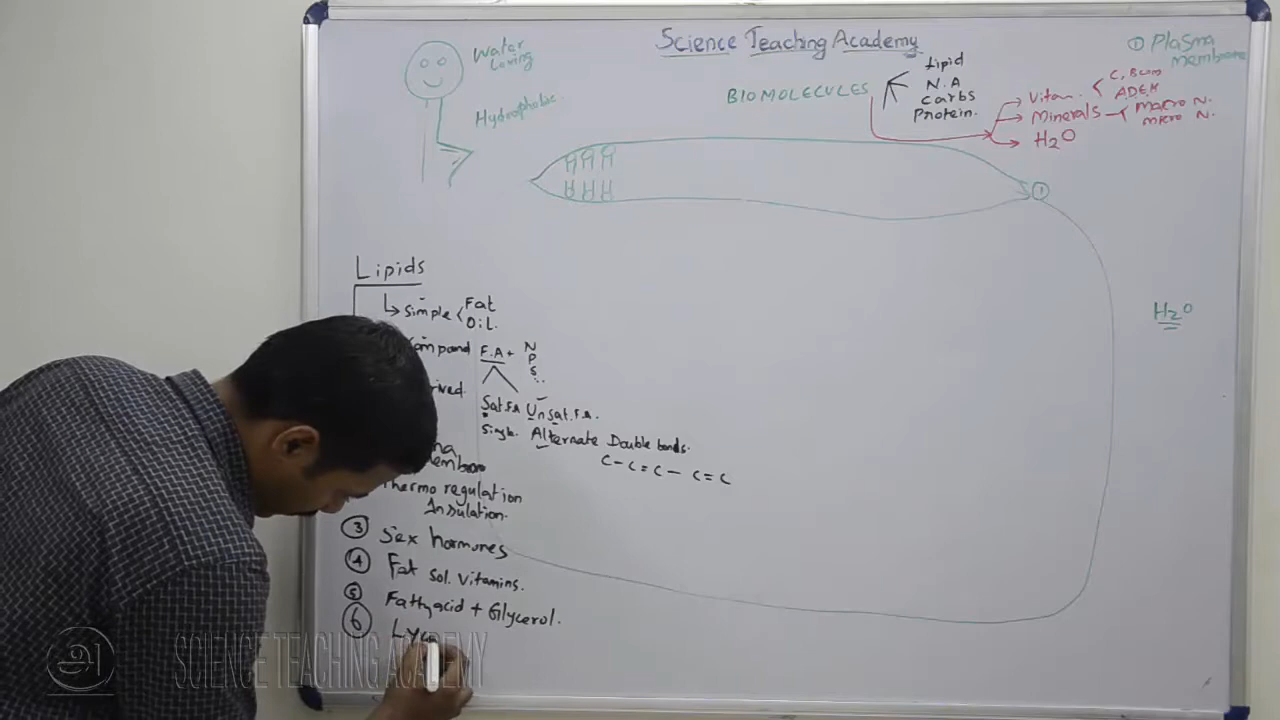 Science Teaching Academy
① Plasma
membrane
Water
Loving
Hydrophobic
BIOMOLECULES
Lipid
N.A
Carbs
Protein.
Vitam.
C,
ADEK
Minerals
Macro N.
Micro N.
H₂O
①
H₂O
Lipids
Simple Fat
Oil.
F.A + N
P
S
..
Sat.F.A Unsat.F.A.
Single. Alternate Double bonds.
C - C = C - C = C
Thermo regulation
Insulation.
③ Sex hormones
④ Fat sol. vitamins.
⑤ Fattyacid + Glycerol.
⑥
SCIENCE TEACHING ACADEMY